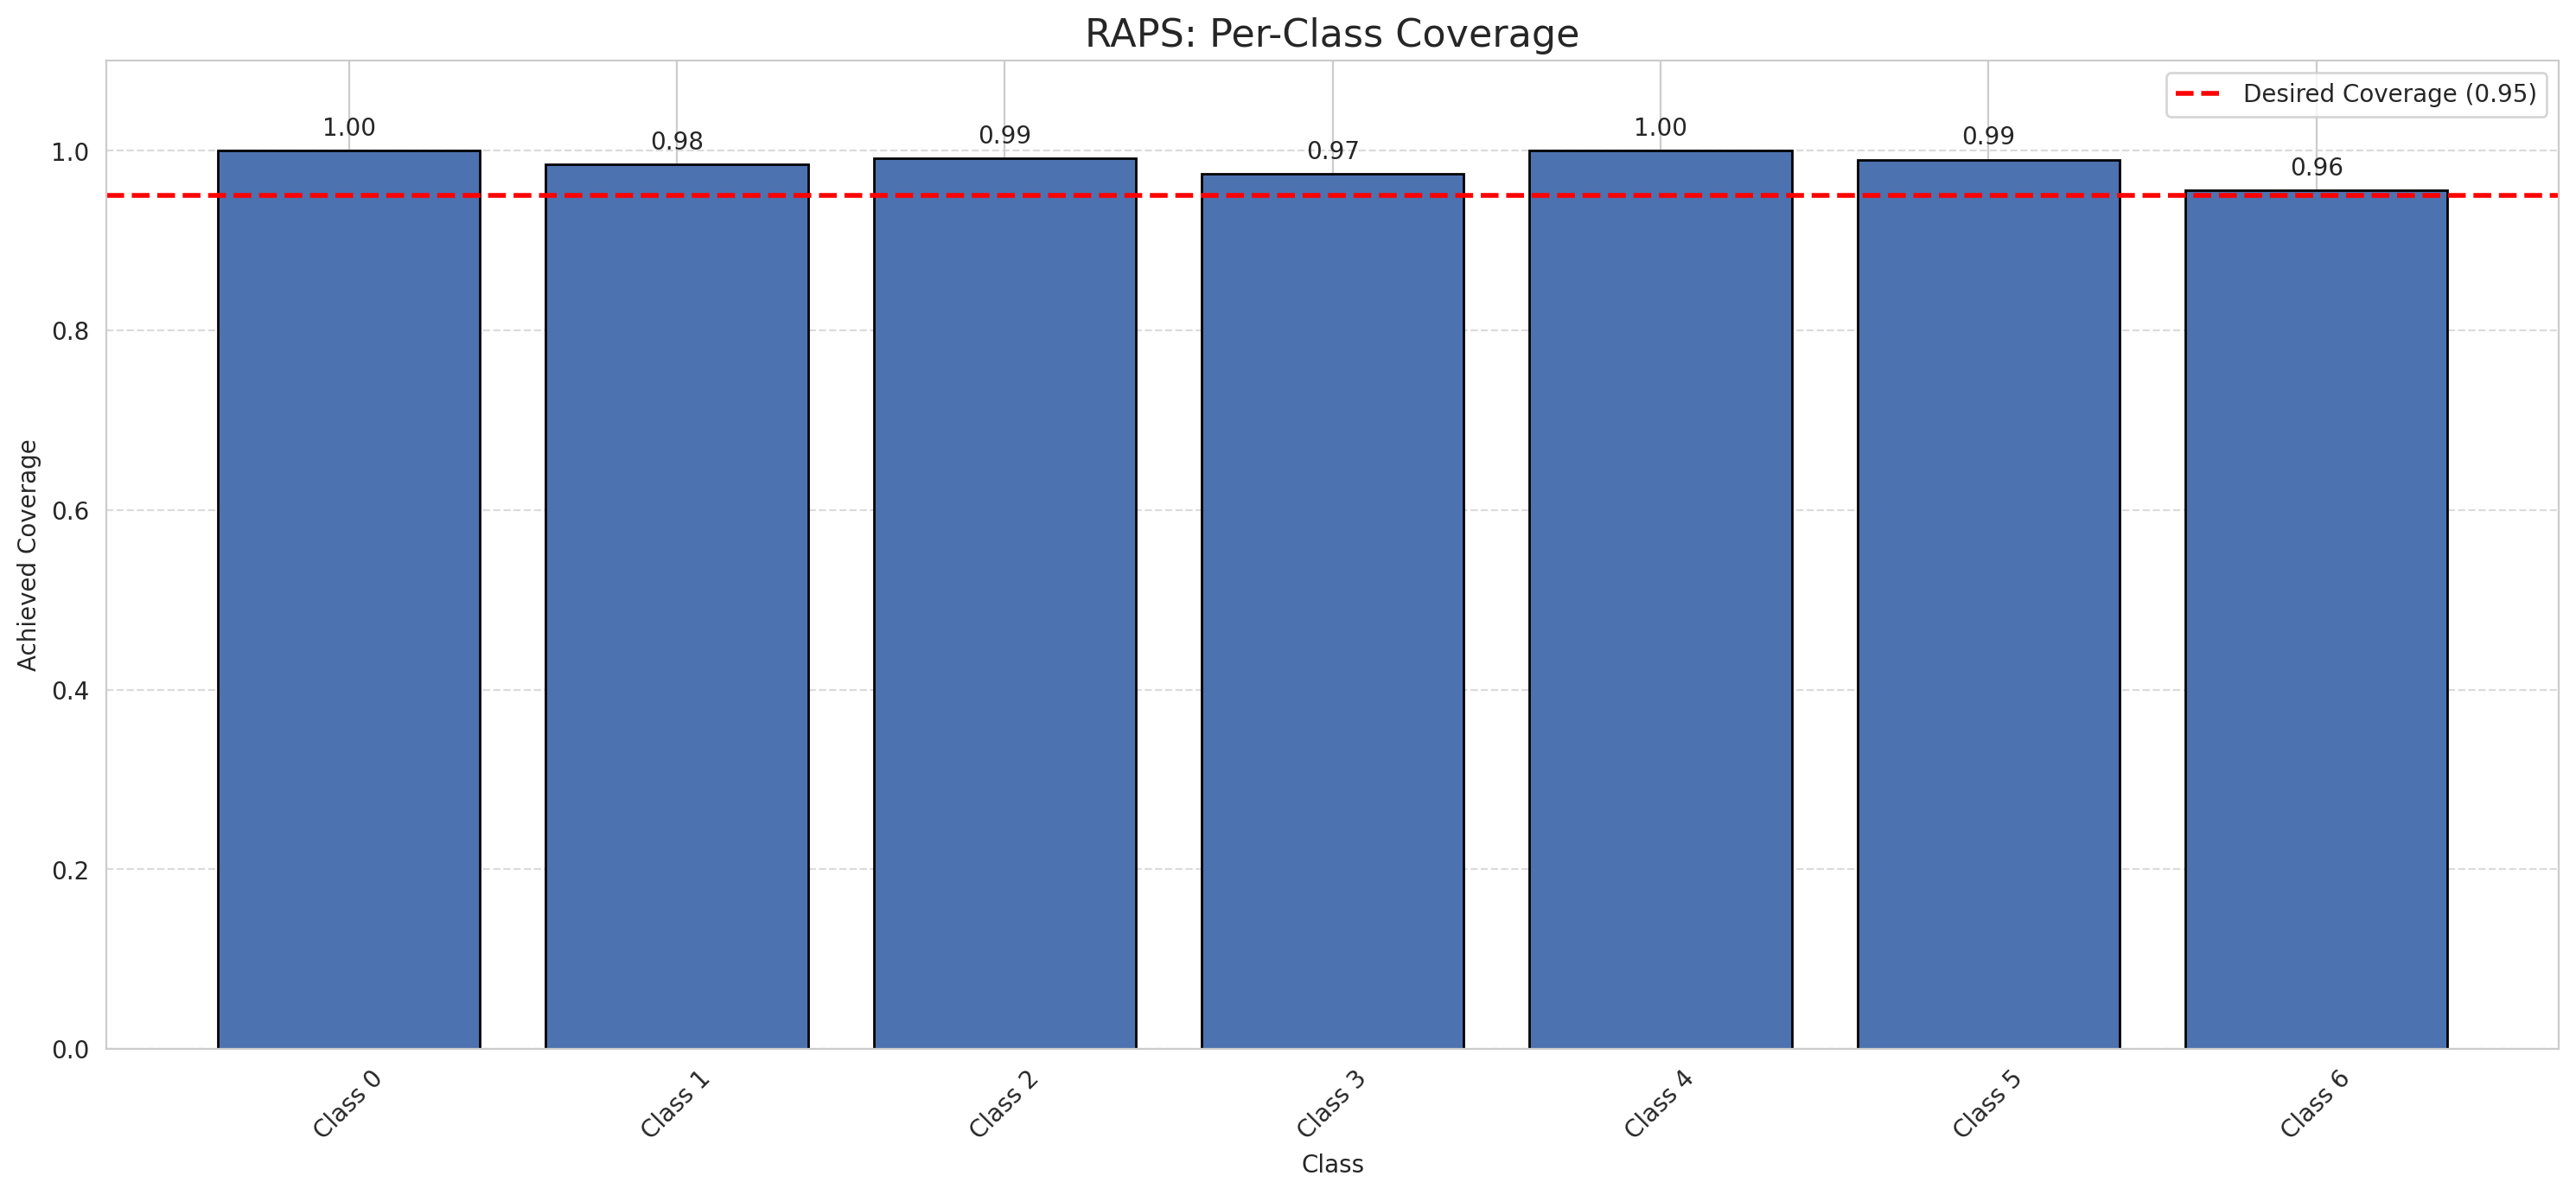 RAPS: Per-Class Coverage
Desired Coverage (0.95)
1.00
0.98
0.99
0.97
1.00
0.99
0.96
Achieved Coverage
1.0
0.8
0.6
0.4
0.2
0.0
Class 0
Class 1
Class 2
Class 3
Class 4
Class 5
Class 6
Class